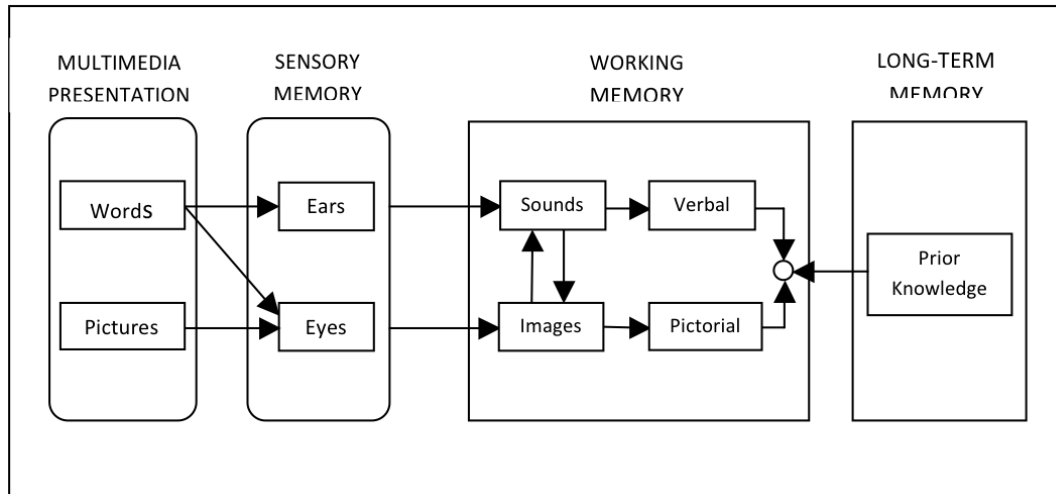 MULTIMEDIA
PRESENTATION
SENSORY
MEMORY
WORKING
MEMORY
LONG-TERM
MEMORY
Words
Ears
Sounds
Verbal
Prior
Knowledge
Pictures
Eyes
Images
Pictorial